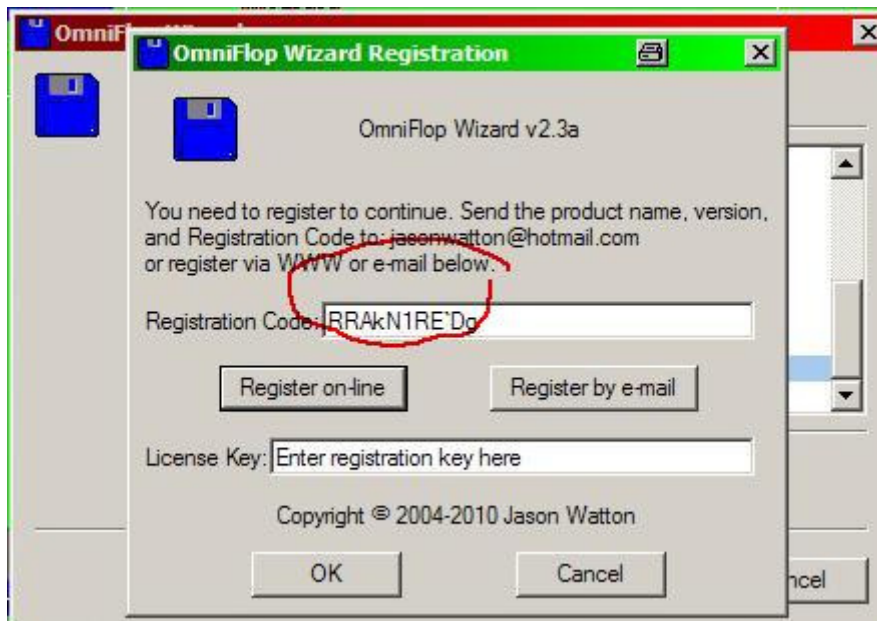 OmniF
OmniFlop Wizard Registration
OmniFlop Wizard v2.3a
You need to register to continue. Send the product name, version,
and Registration Code to: jasonwatton@hotmail.com
or register via WWW or e-mail below.
Registration Code: RRAkN1RE`Dg
Register on-line
Register by e-mail
License Key: Enter registration key here
Copyright © 2004-2010 Jason Watton
OK
Cancel
ncel